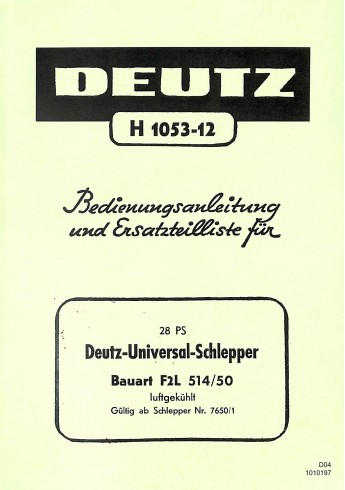 DEUTZ
H 1053-12
Bedienungsanleitung
und Ersatzteilliste für
28 PS
Deutz-Universal-Schlepper
Bauart F2L 514/50
luftgekühlt
Gültig ab Schlepper Nr. 7650/1
D04
1010197